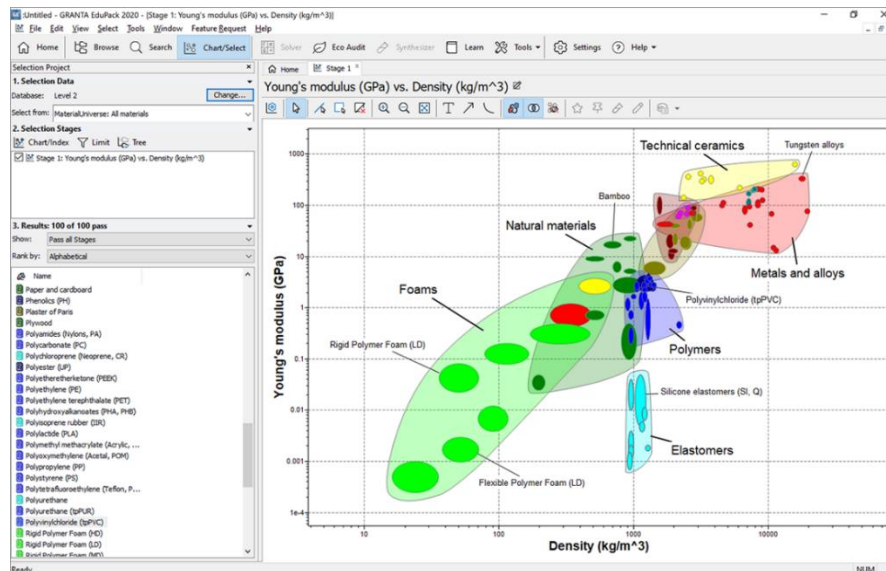 :Untitled - GRANTA EduPack 2020 - [Stage 1: Young's modulus (GPa) vs. Density (kg/m^3)]
File Edit View Select Tools Window Feature Request Help
Home Browse Search Chart/Select Solver Eco Audit Synthesizer Learn Tools Settings Help
Selection Project
1. Selection Data
Database: Level 2 Change...
Select from: MaterialUniverse: All materials
2. Selection Stages
Chart/Index Limit Tree
Stage 1: Young's modulus (GPa) vs. Density (kg/m^3)
3. Results: 100 of 100 pass
Show: Pass all Stages
Rank by: Alphabetical
Name
Paper and cardboard
Phenolics (PH)
Plaster of Paris
Plywood
Polyamides (Nylons, PA)
Polycarbonate (PC)
Polychloroprene (Neoprene, CR)
Polyester (UP)
Polyetheretherketone (PEEK)
Polyethylene (PE)
Polyethylene terephthalate (PET)
Polyhydroxyalkanoates (PHA, PHB)
Polyisoprene rubber (IIR)
Polylactide (PLA)
Polymethyl methacrylate (Acrylic, ...
Polyoxymethylene (Acetal, POM)
Polypropylene (PP)
Polystyrene (PS)
Polytetrafluoroethylene (Teflon, P...
Polyurethane
Polyurethane (tpPUR)
Polyvinylchloride (tpPVC)
Rigid Polymer Foam (HD)
Rigid Polymer Foam (LD)
Rigid Polymer Foam (MD)
Ready
Home Stage 1
Young's modulus (GPa) vs. Density (kg/m^3)
Young's modulus (GPa)
1000
100
10
1
0.1
0.01
0.001
1e-4
Technical ceramics
Tungsten alloys
Bamboo
Natural materials
Metals and alloys
Foams
Polyvinylchloride (tpPVC)
Rigid Polymer Foam (LD)
Polymers
Silicone elastomers (SI, Q)
Elastomers
Flexible Polymer Foam (LD)
10 100 1000 10000
Density (kg/m^3)
NUM